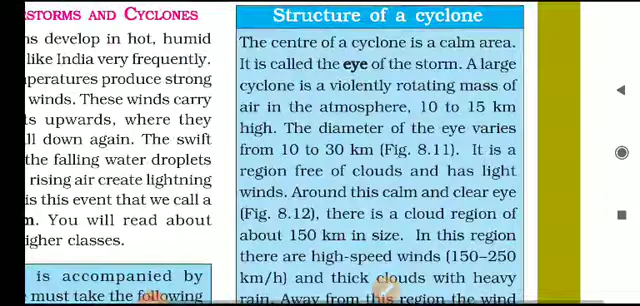 STORMS AND CYCLONES
ns develop in hot, humid
like India very frequently.
peratures produce strong
winds. These winds carry
ts upwards, where they
ll down again. The swift
the falling water droplets
rising air create lightning
is this event that we call a
m. You will read about
igher classes.
is accompanied by
must take the following
Structure of a cyclone
The centre of a cyclone is a calm area.
It is called the eye of the storm. A large
cyclone is a violently rotating mass of
air in the atmosphere, 10 to 15 km
high. The diameter of the eye varies
from 10 to 30 km (Fig. 8.11). It is a
region free of clouds and has light
winds. Around this calm and clear eye
(Fig. 8.12), there is a cloud region of
about 150 km in size. In this region
there are high-speed winds (150–250
km/h) and thick clouds with heavy
rain. Away from this region the wind